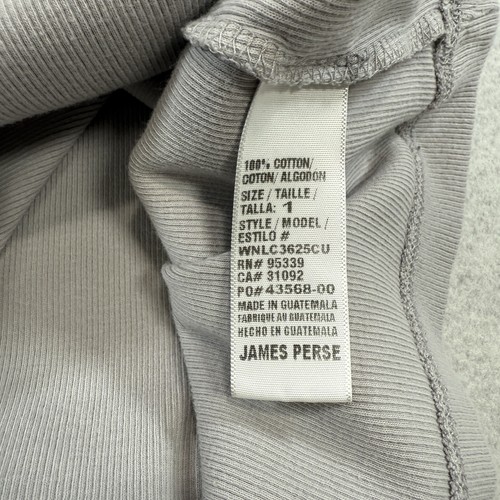 100% COTTON/
COTON/ ALGODON
SIZE / TAILLE /
TALLA: 1
STYLE / MODEL /
ESTILO #
WNLC3625CU
RN# 95339
CA# 31092
PO# 43568-00
MADE IN GUATEMALA
FABRIQUE AU GUATEMALA
HECHO EN GUATEMALA
JAMES PERSE